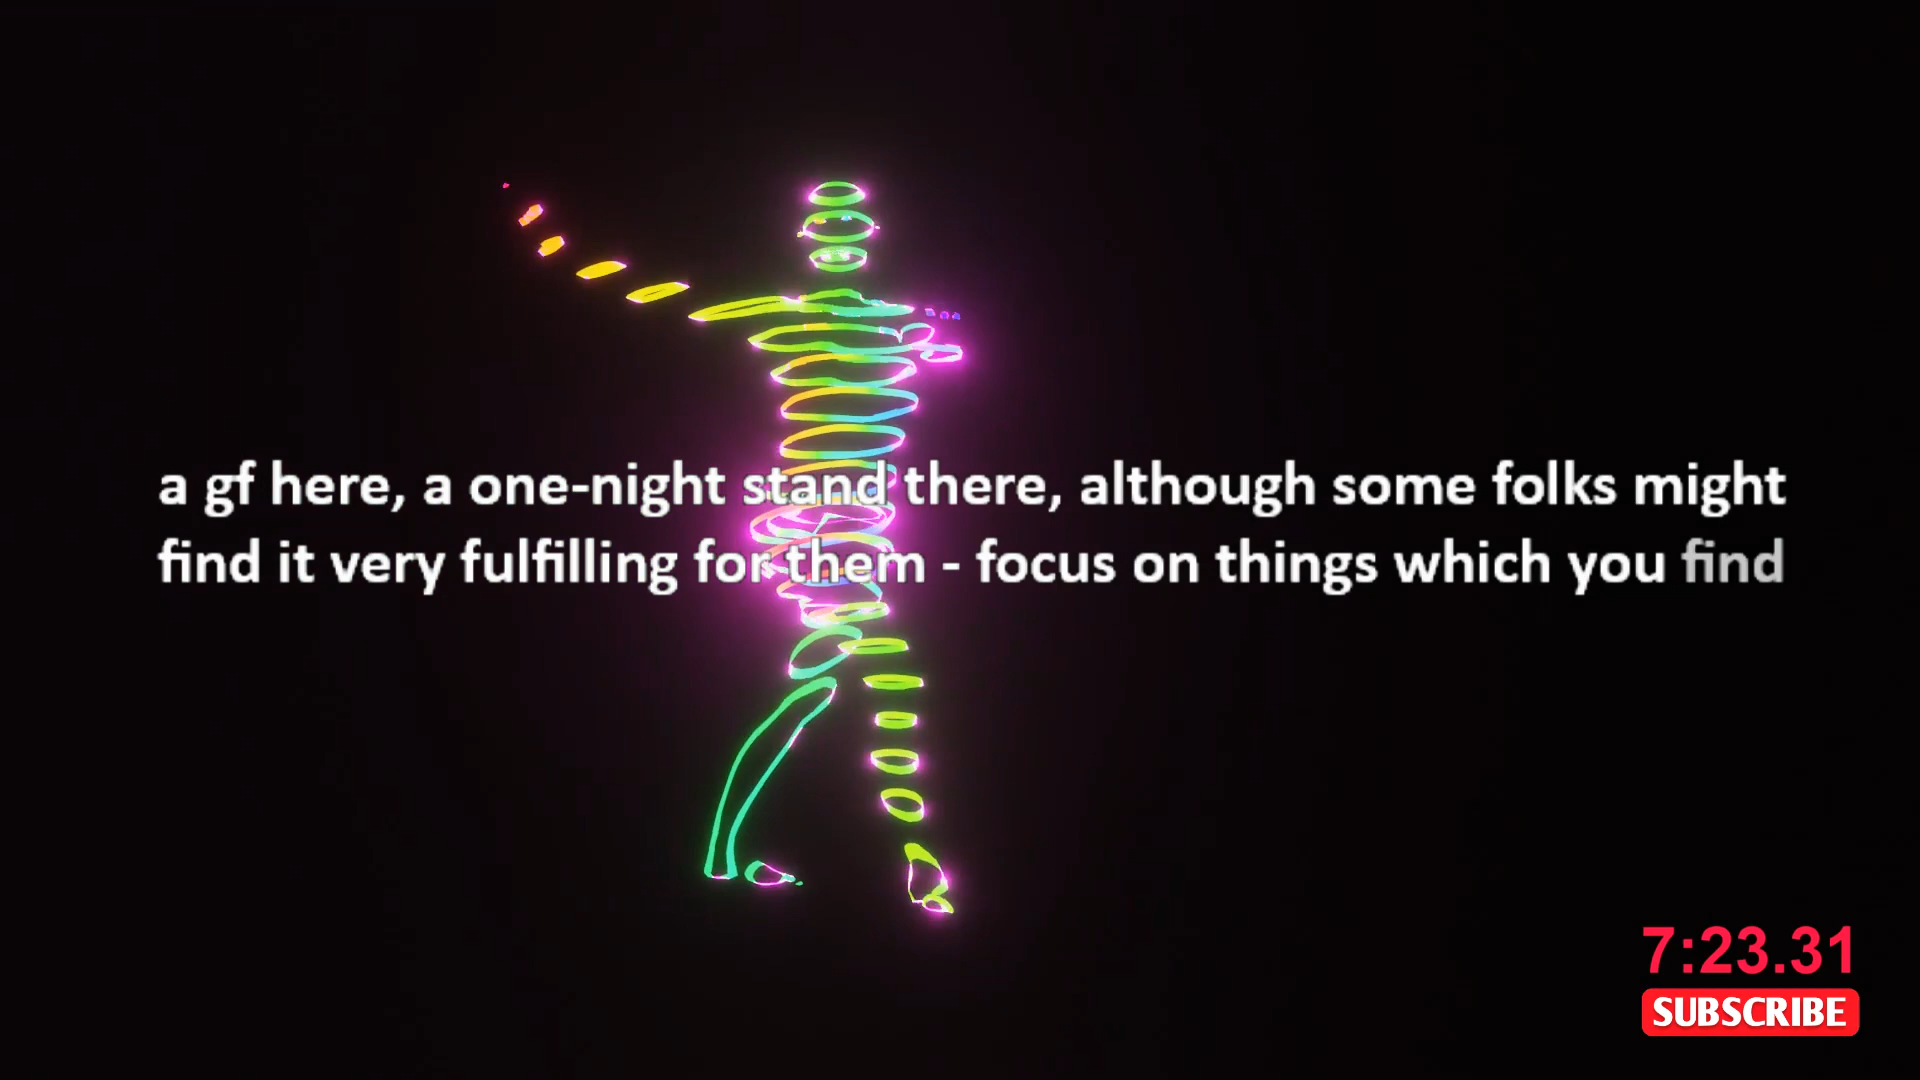 a gf here, a one-night stand there, although some folks might
find it very fulfilling for them - focus on things which you find
7:23.31
SUBSCRIBE